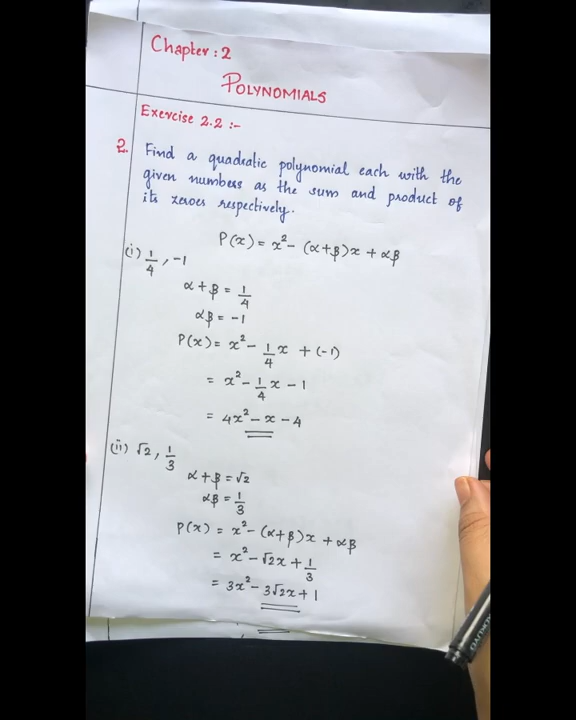 Chapter : 2
POLYNOMIALS
Exercise 2.2 :-
2. Find a quadratic polynomial each with the
given numbers as the sum and product of
its zeroes respectively.
P(x) = x² - (α+β)x + αβ
(i) 1/4, -1
α + β = 1/4
αβ = -1
P(x) = x² - 1/4 x + (-1)
= x² - 1/4 x - 1
= 4x² - x - 4
(ii) √2, 1/3
α + β = √2
αβ = 1/3
P(x) = x² - (α+β)x + αβ
= x² - √2x + 1/3
= 3x² - 3√2x + 1